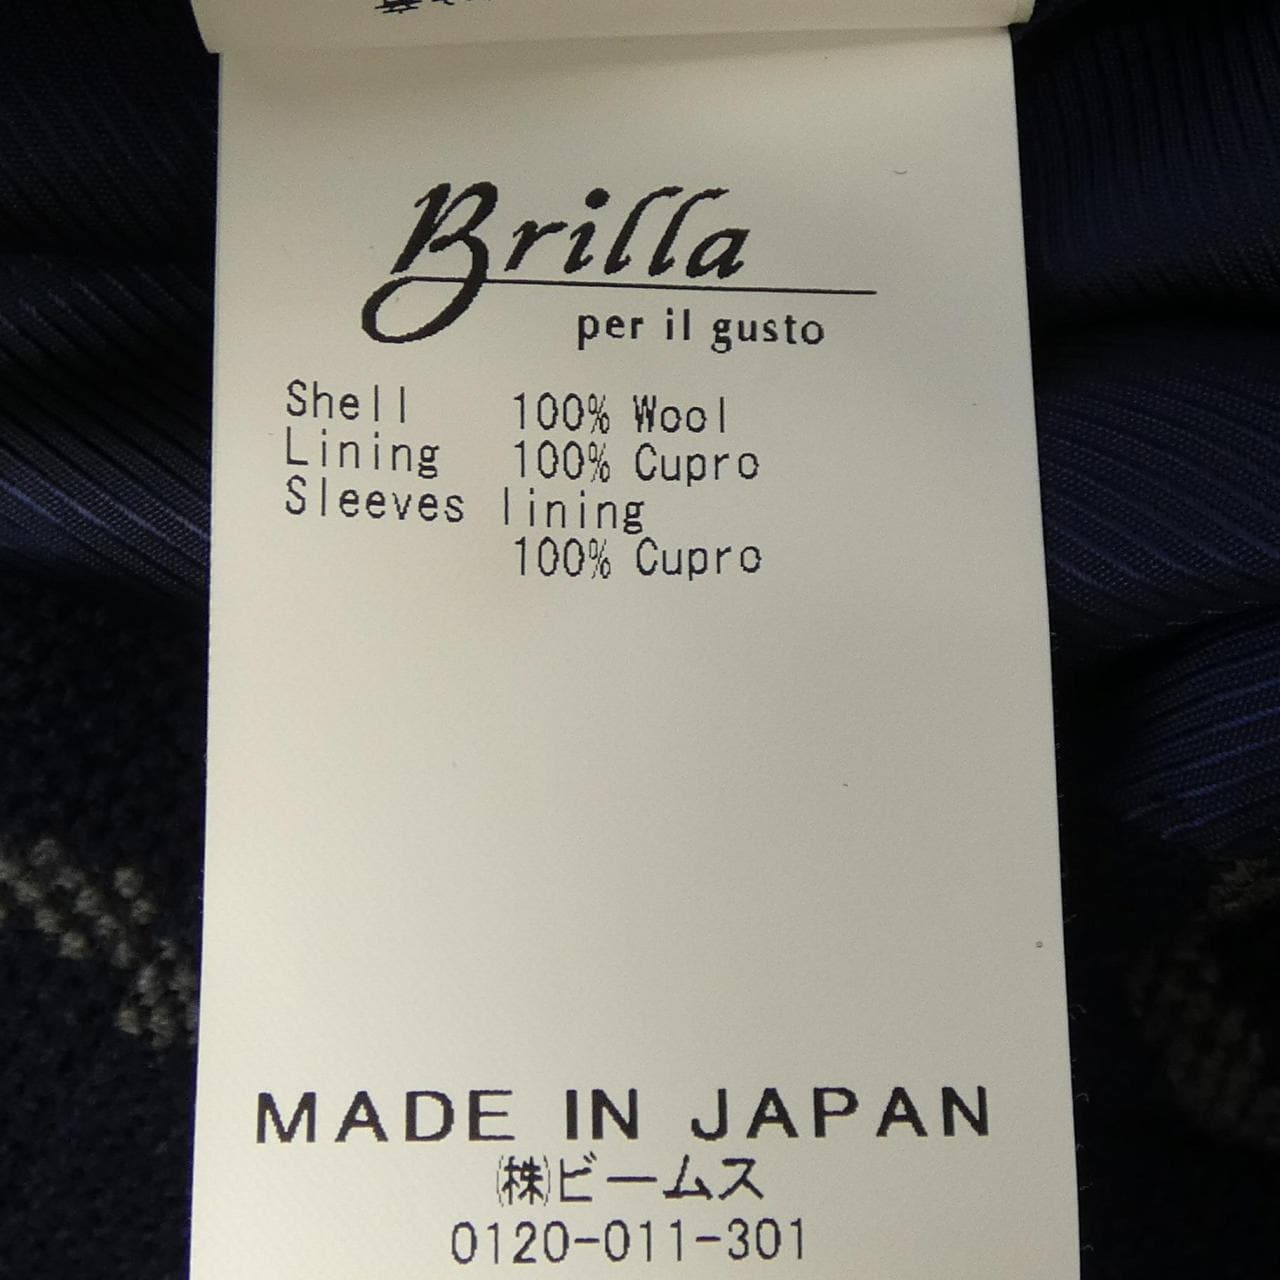 Brilla
per il gusto
Shell 100% Wool
Lining 100% Cupro
Sleeves lining
100% Cupro
MADE IN JAPAN
㈱ビームス
0120-011-301